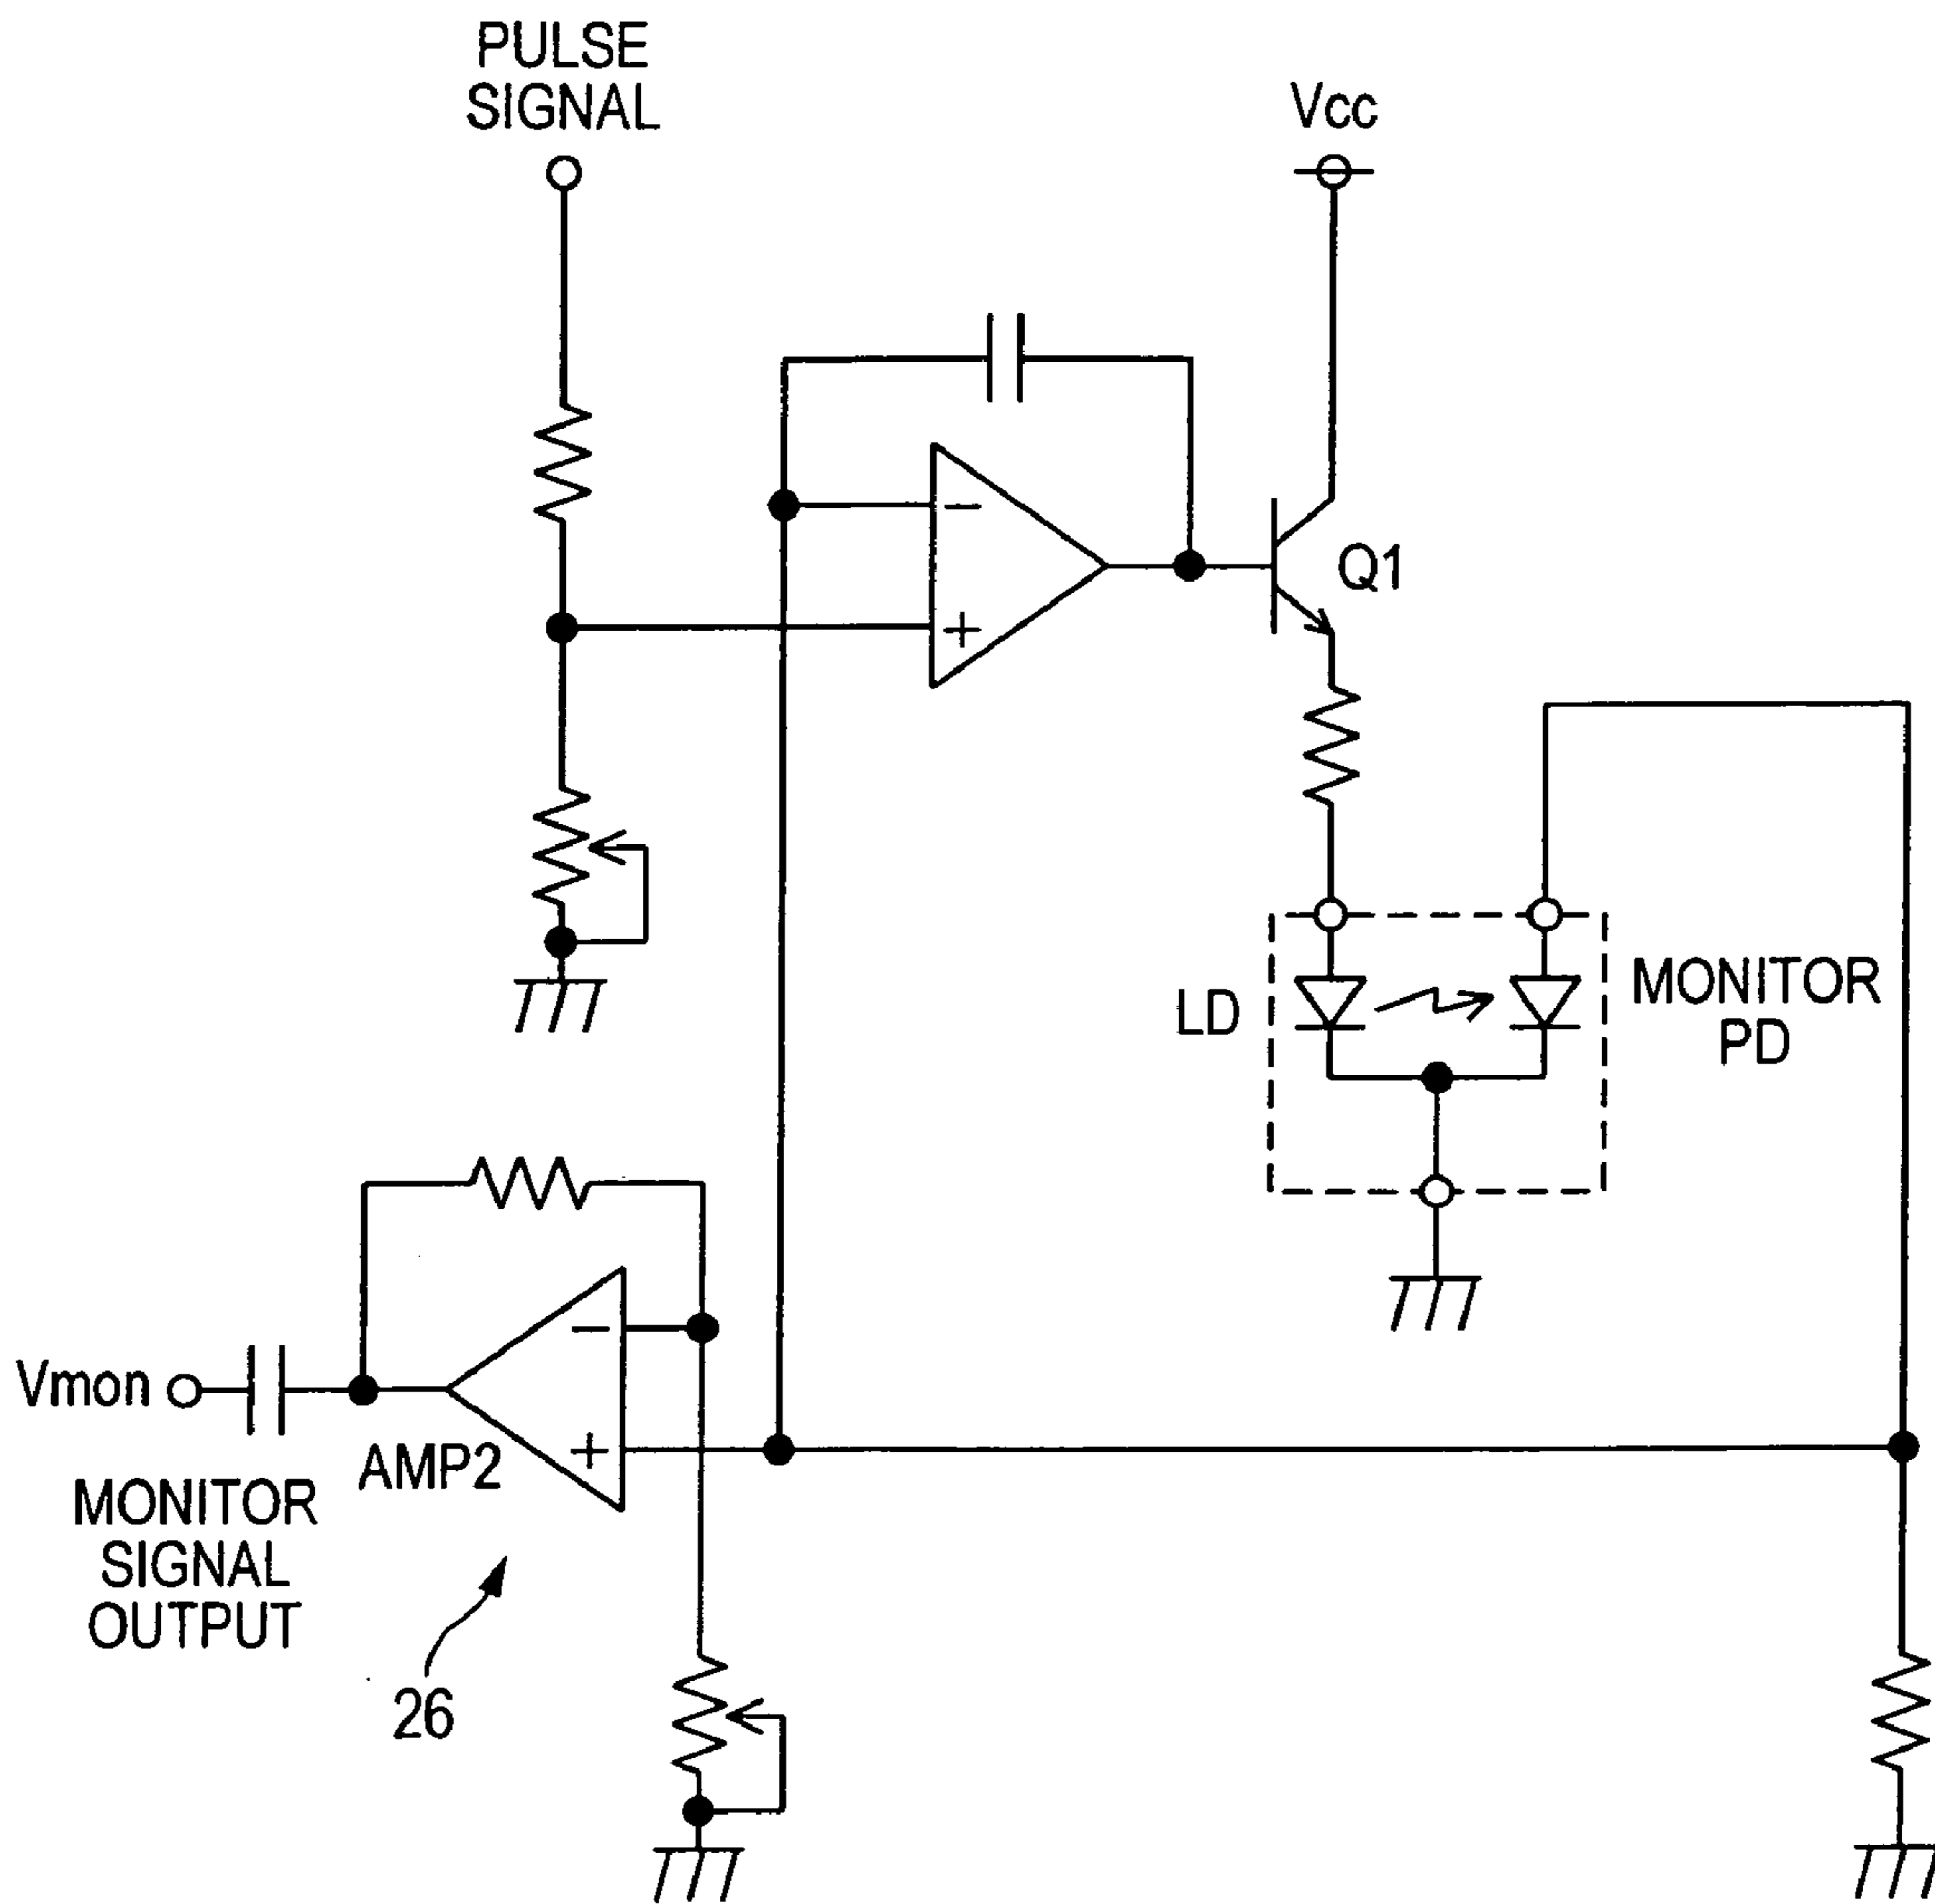 PULSE
SIGNAL
Vcc
−
+
Q1
LD
MONITOR
PD
−
+
Vmon
AMP2
MONITOR
SIGNAL
OUTPUT
26